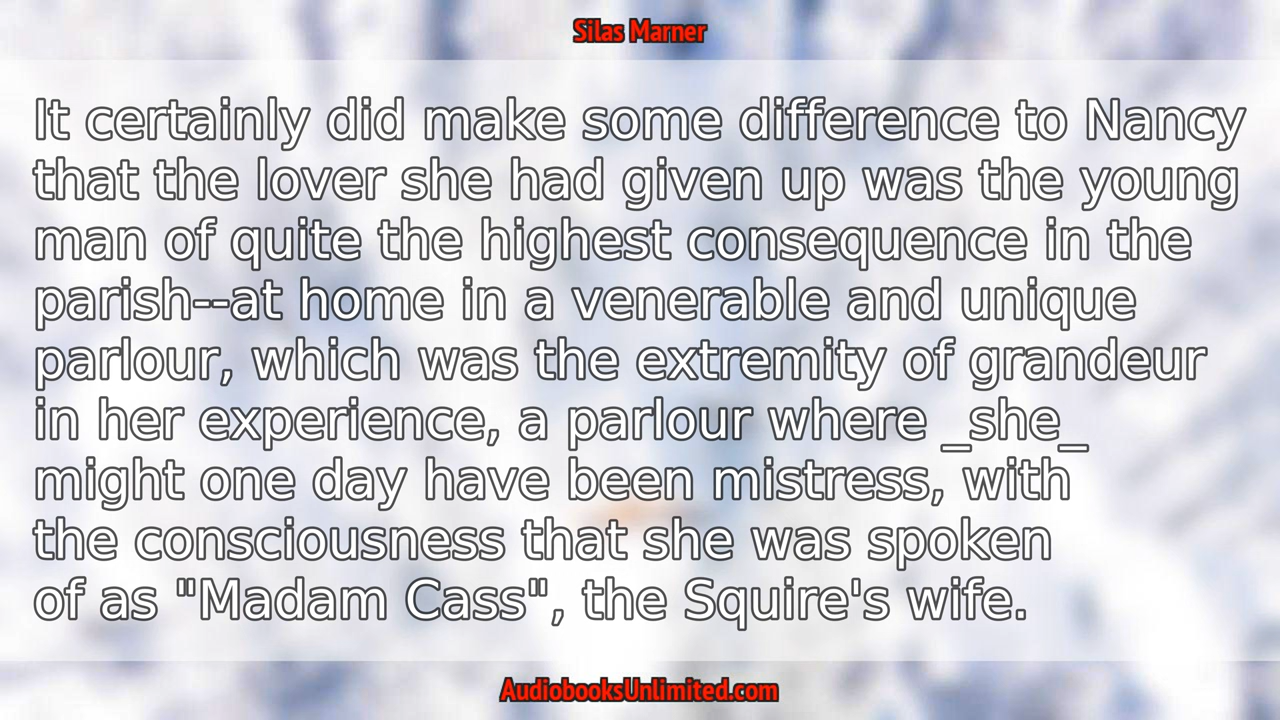 Silas Marner
It certainly did make some difference to Nancy
that the lover she had given up was the young
man of quite the highest consequence in the
parish--at home in a venerable and unique
parlour, which was the extremity of grandeur
in her experience, a parlour where _she_
might one day have been mistress, with
the consciousness that she was spoken
of as "Madam Cass", the Squire's wife.
AudiobooksUnlimited.com